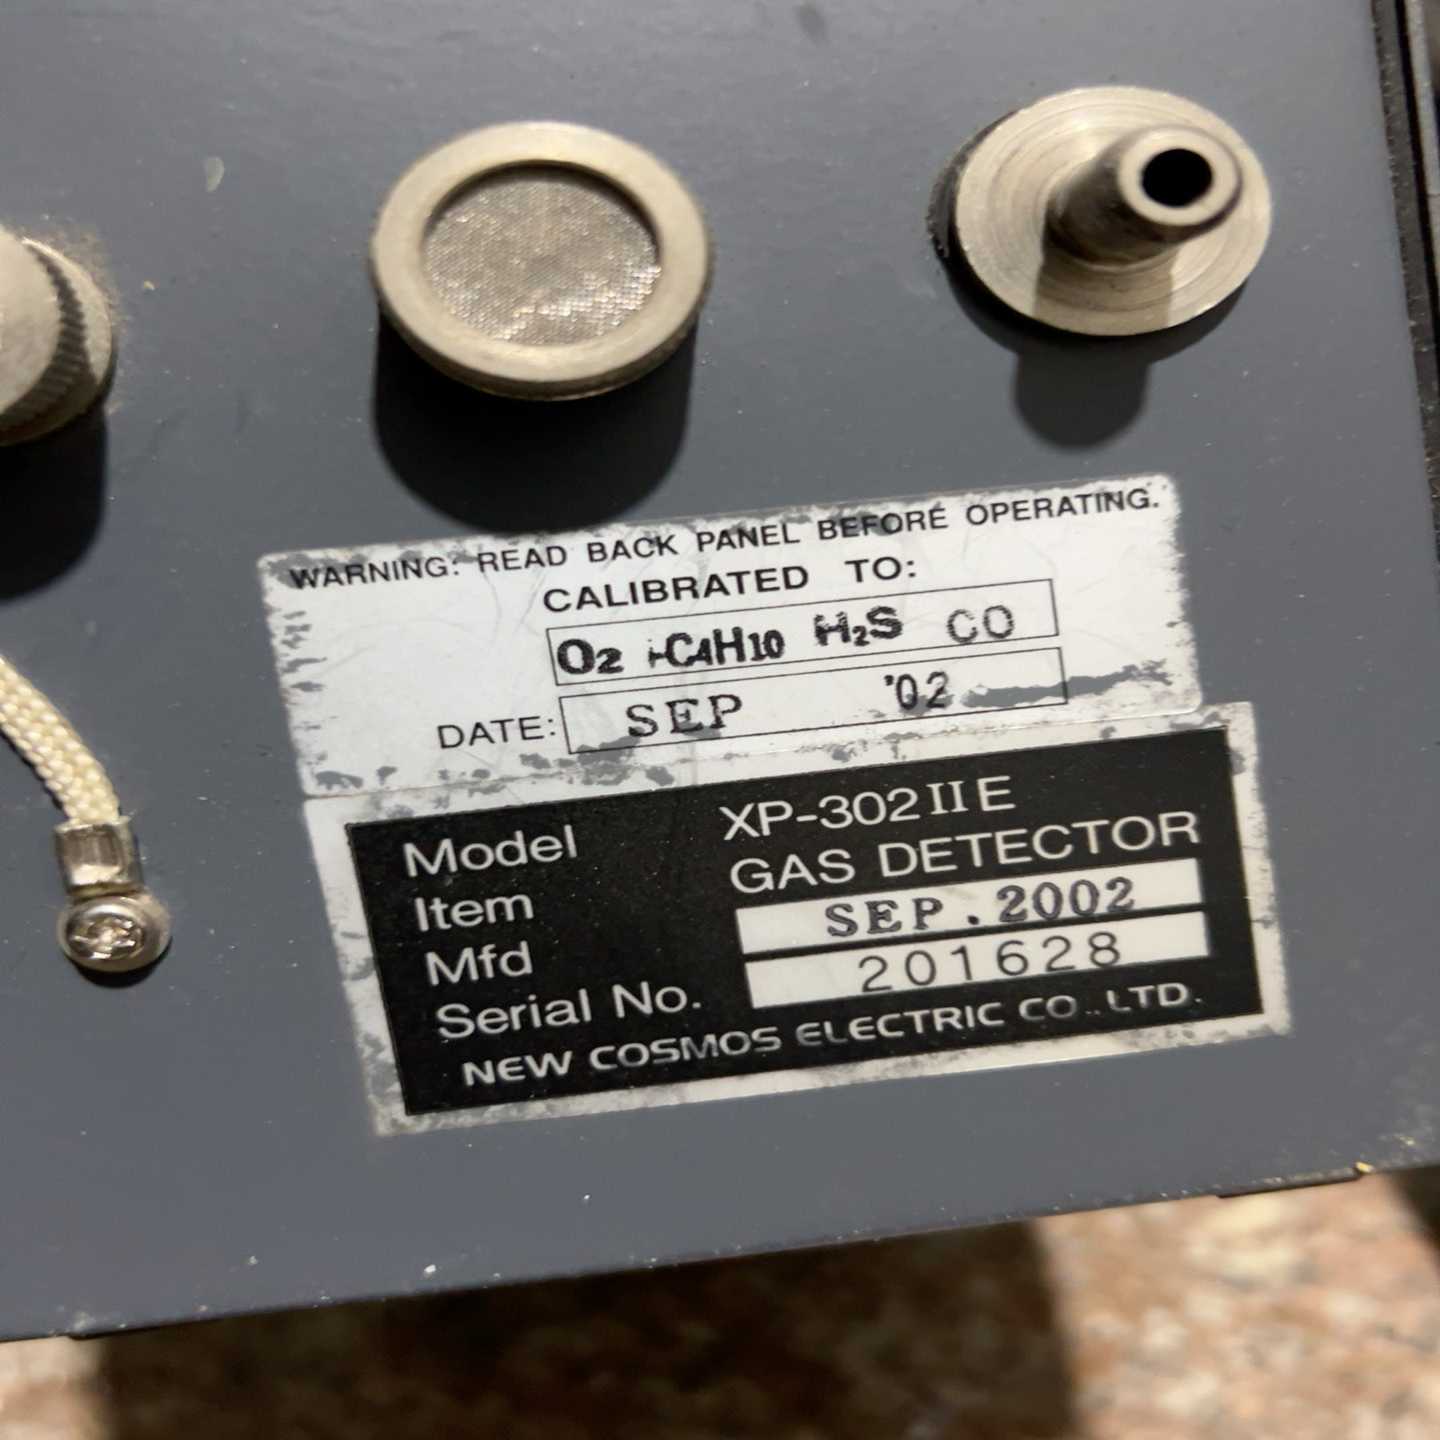 WARNING: READ BACK PANEL BEFORE OPERATING.
CALIBRATED TO:
O2 i-C4H10 H2S CO
DATE: SEP '02
Model XP-302IIE
Item GAS DETECTOR
Mfd SEP.2002
Serial No. 201628
NEW COSMOS ELECTRIC CO.,LTD.